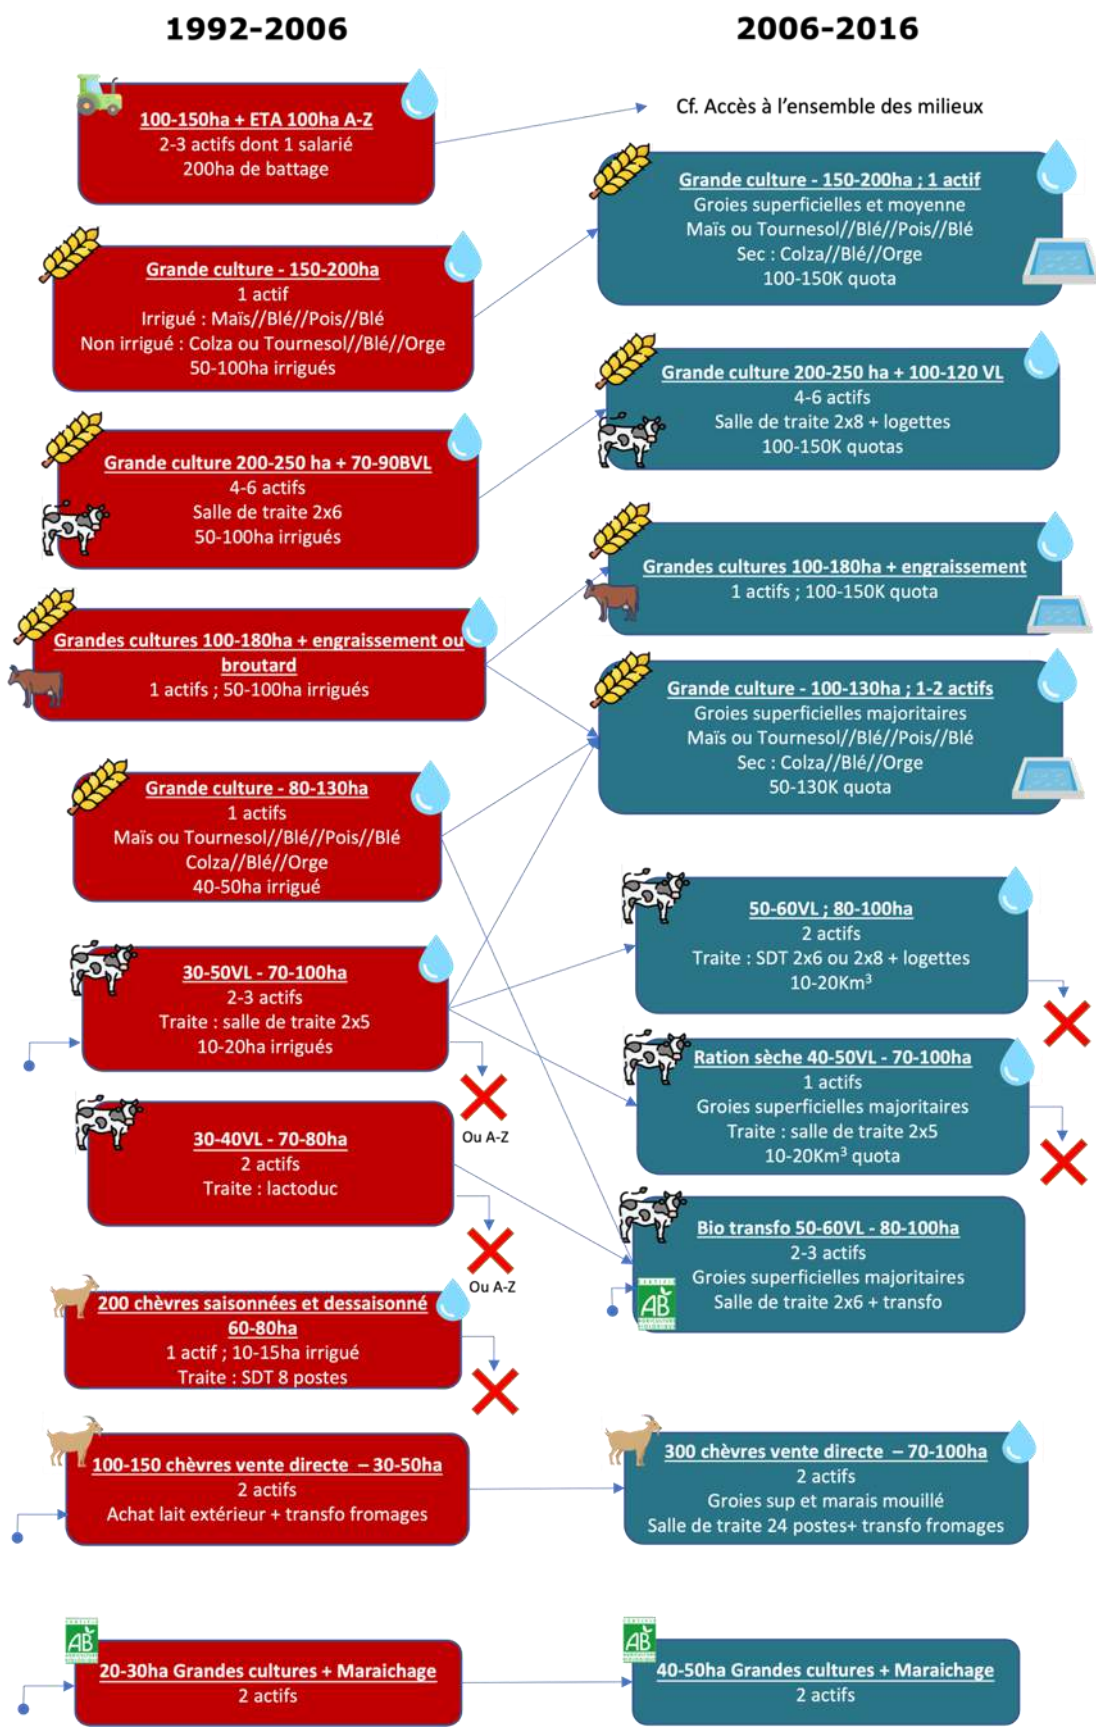 1992-2006
2006-2016
100-150ha + ETA 100ha A-Z
2-3 actifs dont 1 salarié
200ha de battage
Cf. Accès à l'ensemble des milieux
Grande culture - 150-200ha
1 actif
Irrigué : Maïs//Blé//Pois//Blé
Non irrigué : Colza ou Tournesol//Blé//Orge
50-100ha irrigués
Grande culture - 150-200ha ; 1 actif
Groies superficielles et moyenne
Maïs ou Tournesol//Blé//Pois//Blé
Sec : Colza//Blé//Orge
100-150K quota
Grande culture 200-250 ha + 70-90BVL
4-6 actifs
Salle de traite 2x6
50-100ha irrigués
Grande culture 200-250 ha + 100-120 VL
4-6 actifs
Salle de traite 2x8 + logettes
100-150K quotas
Grandes cultures 100-180ha + engraissement ou
broutard
1 actifs ; 50-100ha irrigués
Grandes cultures 100-180ha + engraissement
1 actifs ; 100-150K quota
Grande culture - 80-130ha
1 actifs
Maïs ou Tournesol//Blé//Pois//Blé
Colza//Blé//Orge
40-50ha irrigué
Grande culture - 100-130ha ; 1-2 actifs
Groies superficielles majoritaires
Maïs ou Tournesol//Blé//Pois//Blé
Sec : Colza//Blé//Orge
50-130K quota
30-50VL - 70-100ha
2-3 actifs
Traite : salle de traite 2x5
10-20ha irrigués
Ou A-Z
50-60VL ; 80-100ha
2 actifs
Traite : SDT 2x6 ou 2x8 + logettes
10-20Km³
30-40VL - 70-80ha
2 actifs
Traite : lactoduc
Ou A-Z
Ration sèche 40-50VL - 70-100ha
1 actifs
Groies superficielles majoritaires
Traite : salle de traite 2x5
10-20Km³ quota
200 chèvres saisonnées et dessaisonné
60-80ha
1 actif ; 10-15ha irrigué
Traite : SDT 8 postes
Bio transfo 50-60VL - 80-100ha
2-3 actifs
Groies superficielles majoritaires
Salle de traite 2x6 + transfo
AB
100-150 chèvres vente directe – 30-50ha
2 actifs
Achat lait extérieur + transfo fromages
300 chèvres vente directe – 70-100ha
2 actifs
Groies sup et marais mouillé
Salle de traite 24 postes+ transfo fromages
AB
20-30ha Grandes cultures + Maraichage
2 actifs
AB
40-50ha Grandes cultures + Maraichage
2 actifs